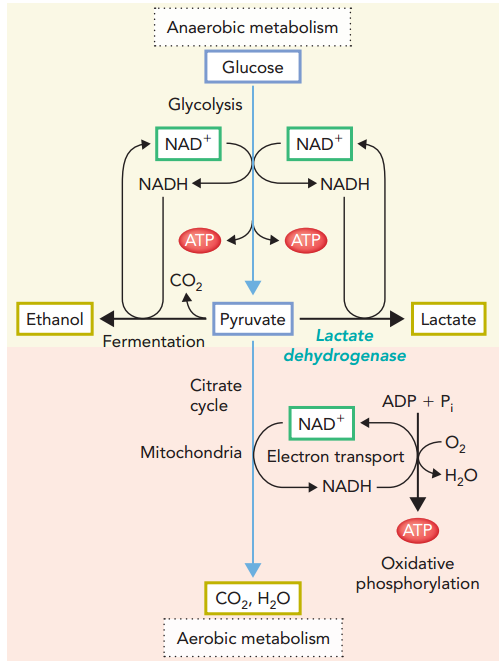 Anaerobic metabolism
Glucose
Glycolysis
NAD⁺
NAD⁺
NADH
NADH
ATP
ATP
CO₂
Ethanol
Pyruvate
Lactate
Fermentation
Lactate
dehydrogenase
Citrate
cycle
ADP + Pᵢ
NAD⁺
Mitochondria
Electron transport
O₂
H₂O
NADH
ATP
Oxidative
phosphorylation
CO₂, H₂O
Aerobic metabolism